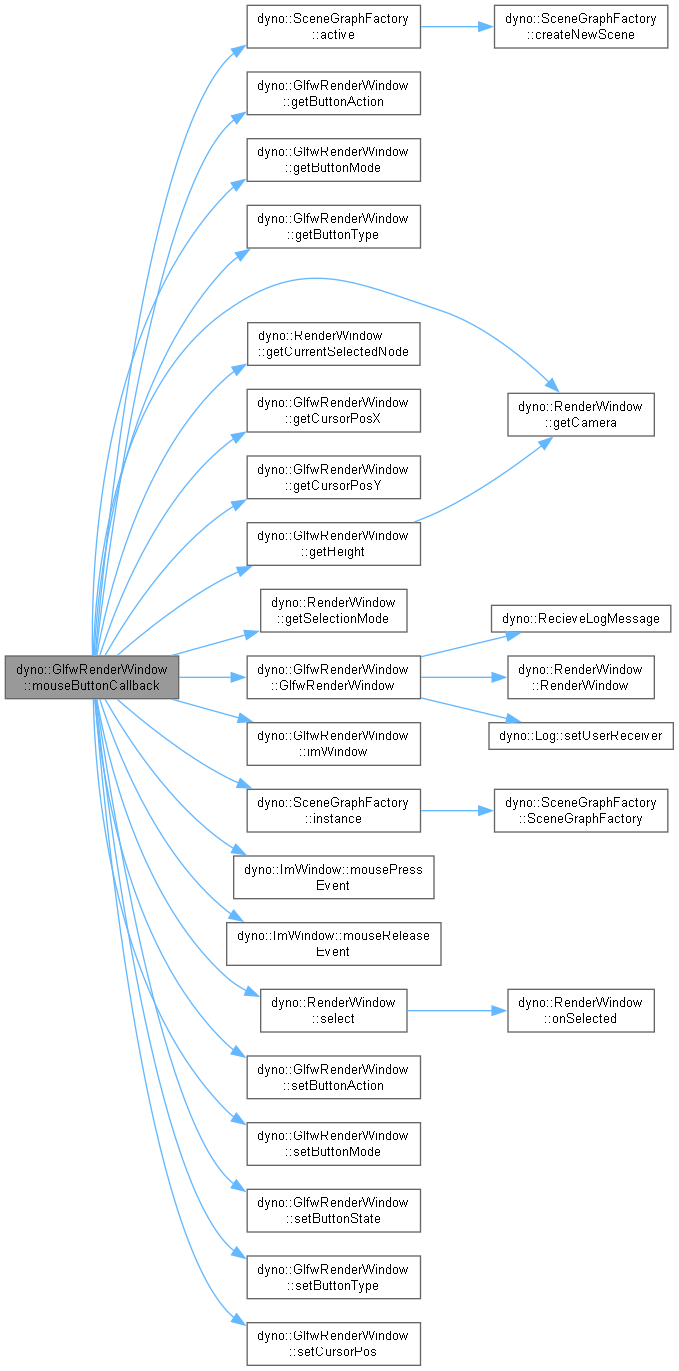 dyno::SceneGraphFactory
::active
dyno::SceneGraphFactory
::createNewScene
dyno::GlfwRenderWindow
::getButtonAction
dyno::GlfwRenderWindow
::getButtonMode
dyno::GlfwRenderWindow
::getButtonType
dyno::RenderWindow
::getCurrentSelectedNode
dyno::GlfwRenderWindow
::getCursorPosX
dyno::RenderWindow
::getCamera
dyno::GlfwRenderWindow
::getCursorPosY
dyno::GlfwRenderWindow
::getHeight
dyno::RenderWindow
::getSelectionMode
dyno::RecieveLogMessage
dyno::GlfwRenderWindow
::mouseButtonCallback
dyno::GlfwRenderWindow
::GlfwRenderWindow
dyno::RenderWindow
::RenderWindow
dyno::GlfwRenderWindow
::imWindow
dyno::Log::setUserReceiver
dyno::SceneGraphFactory
::instance
dyno::SceneGraphFactory
::SceneGraphFactory
dyno::ImWindow::mousePress
Event
dyno::ImWindow::mouseRelease
Event
dyno::RenderWindow
::select
dyno::RenderWindow
::onSelected
dyno::GlfwRenderWindow
::setButtonAction
dyno::GlfwRenderWindow
::setButtonMode
dyno::GlfwRenderWindow
::setButtonState
dyno::GlfwRenderWindow
::setButtonType
dyno::GlfwRenderWindow
::setCursorPos